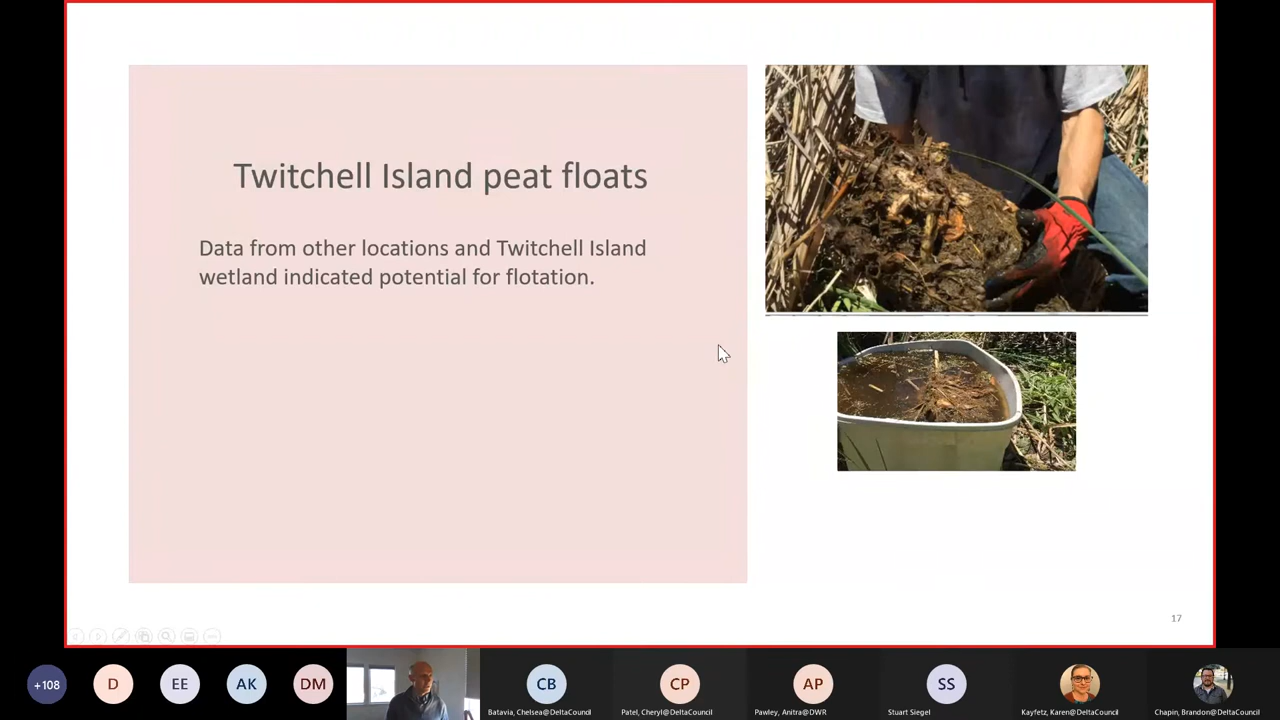 Twitchell Island peat floats
Data from other locations and Twitchell Island
wetland indicated potential for flotation.
17
+108
D
EE
AK
DM
CB
CP
AP
SS
Batavia, Chelsea@DeltaCouncil
Patel, Cheryl@DeltaCouncil
Pawley, Anitra@DWR
Stuart Siegel
Kayfetz, Karen@DeltaCouncil
Chapin, Brandon@DeltaCouncil